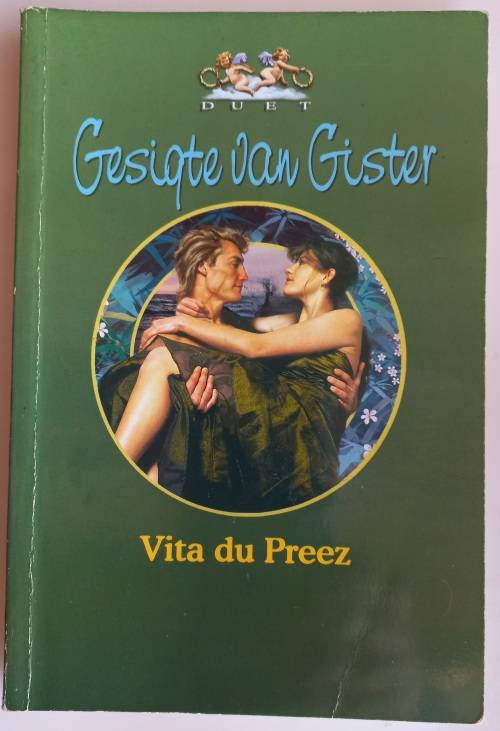 DUET
Gesigte van Gister
Vita du Preez